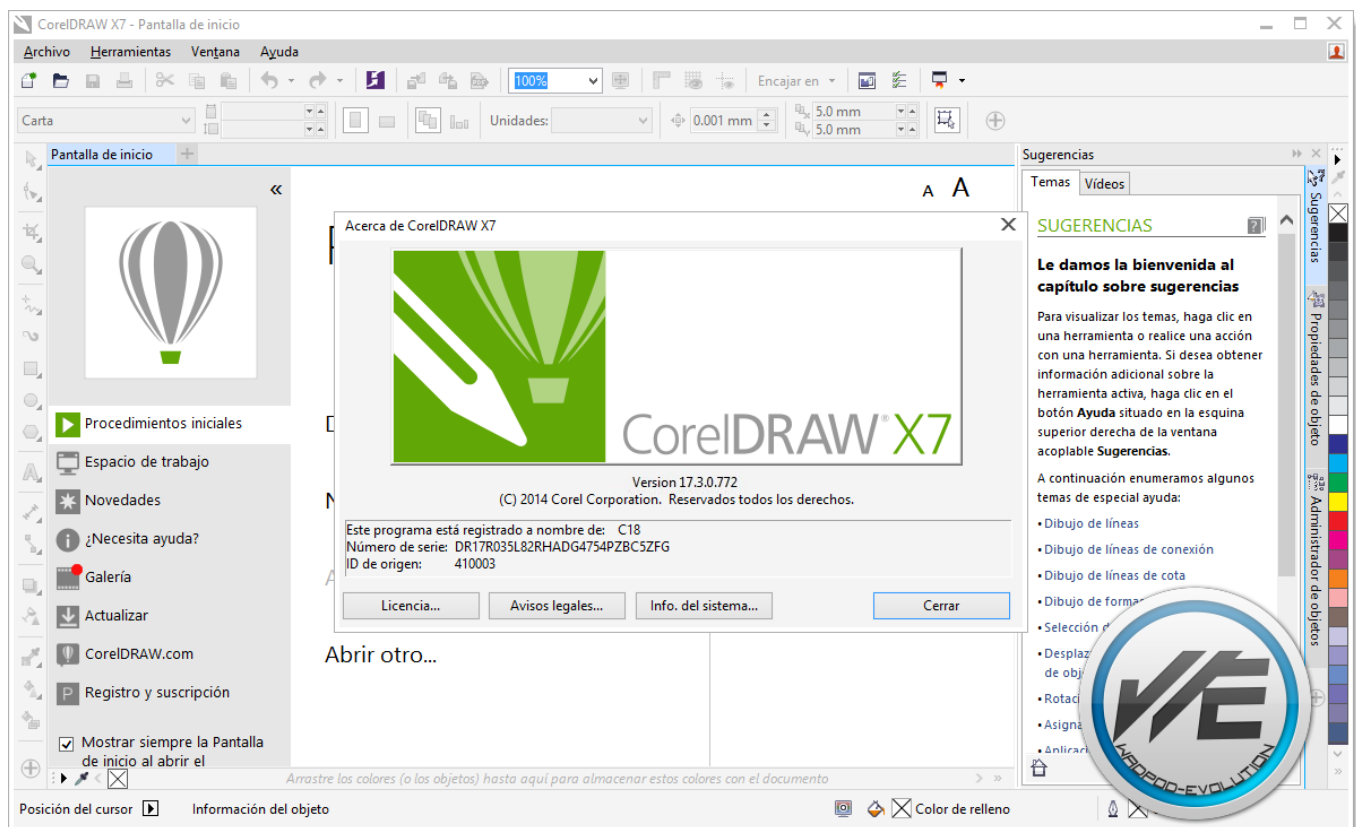 CorelDRAW X7 - Pantalla de inicio
Archivo Herramientas Ventana Ayuda
100%
Encajar en
Carta
Unidades:
0.001 mm
5.0 mm
5.0 mm
Pantalla de inicio
A A
Procedimientos iniciales
Espacio de trabajo
Novedades
¿Necesita ayuda?
Galería
Actualizar
CorelDRAW.com
Registro y suscripción
Mostrar siempre la Pantalla
de inicio al abrir el
Acerca de CorelDRAW X7
CorelDRAW® X7
Version 17.3.0.772
(C) 2014 Corel Corporation. Reservados todos los derechos.
Este programa está registrado a nombre de: C18
Número de serie: DR17R035L82RHADG4754PZBC5ZFG
ID de origen: 410003
Licencia... Avisos legales... Info. del sistema... Cerrar
Abrir otro...
Sugerencias
Temas Vídeos
SUGERENCIAS
Le damos la bienvenida al
capítulo sobre sugerencias
Para visualizar los temas, haga clic en
una herramienta o realice una acción
con una herramienta. Si desea obtener
información adicional sobre la
herramienta activa, haga clic en el
botón Ayuda situado en la esquina
superior derecha de la ventana
acoplable Sugerencias.
A continuación enumeramos algunos
temas de especial ayuda:
• Dibujo de líneas
• Dibujo de líneas de conexión
• Dibujo de líneas de cota
• Dibujo de forma
• Selección d
• Desplaz
de obj
• Rotaci
• Asigna
• Aplicaci
Sugerencias
Propiedades de objeto
Administrador de objetos
WADPOD-EVOLUTION
Arrastre los colores (o los objetos) hasta aquí para almacenar estos colores con el documento
Posición del cursor
Información del objeto
Color de relleno